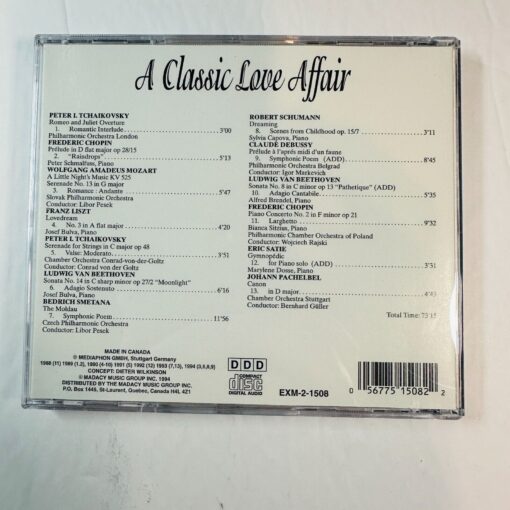 A Classic Love Affair
PETER I. TCHAIKOVSKY
Romeo and Juliet Overture
1. Romantic Interlude 3'00
Philharmonic Orchestra London
FREDERIC CHOPIN
Prélude in D flat major op 28/15
2. "Raindrops" 5'13
Peter Schmalfuss, Piano
WOLFGANG AMADEUS MOZART
A Little Night's Music KV 525
Serenade No. 13 in G major
3. Romance - Andante 5'47
Slovak Philharmonic Orchestra
Conductor: Libor Pesek
FRANZ LISZT
Lovedream
4. No. 3 in A flat major 4'20
Josef Bulva, Piano
PETER I. TCHAIKOVSKY
Serenade for Strings in C major op 48
5. Valse: Moderato 3'51
Chamber Orchestra Conrad-von-der-Goltz
Conductor: Conrad von der Goltz
LUDWIG VAN BEETHOVEN
Sonata No. 14 in C sharp minor op 27/2 "Moonlight"
6. Adagio Sostenuto 6'16
Josef Bulva, Piano
BEDRICH SMETANA
The Moldau
7. Symphonic Poem 11'56
Czech Philharmonic Orchestra
Conductor: Libor Pesek
ROBERT SCHUMANN
Dreaming
8. Scenes from Childhood op. 15/7 3'11
Sylvia Capova, Piano
CLAUDE DEBUSSY
Prélude à l'aprés midi d'un faune
9. Symphonic Poem (ADD) 8'45
Philharmonic Orchestra Belgrad
Conductor: Igor Markevich
LUDWIG VAN BEETHOVEN
Sonata No. 8 in C minor op 13 "Pathetique" (ADD)
10. Adagio Cantabile 5'35
Alfred Brendel, Piano
FREDERIC CHOPIN
Piano Concerto No. 2 in F minor op 21
11. Larghetto 9'32
Bianca Sitzius, Piano
Philharmonic Chamber Orchestra of Poland
Conductor: Wojciech Rajski
ERIC SATIE
Gymnopédic
12. for Piano solo (ADD) 3'31
Marylene Dosse, Piano
JOHANN PACHELBEL
Canon
13. in D major 4'43
Chamber Orchestra Stuttgart
Conductor: Bernhard Güller
Total Time: 73'15
MADE IN CANADA
℗ MEDIAPHON GMBH, Stuttgart Germany
CONCEPT: DIETER WILKINSON
© MADACY MUSIC GROUP INC. 1994
DISTRIBUTED BY THE MADACY MUSIC GROUP INC.
P.O. Box 1445, St-Laurent, Quebec, Canada H4L 4Z1
DDD
COMPACT
disc
DIGITAL AUDIO
EXM-2-1508
0 56775 15082 2